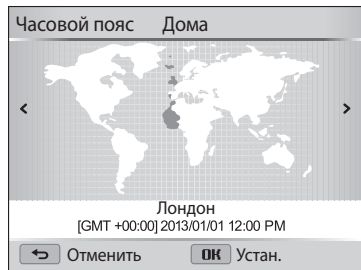 Часовой пояс Дома
Лондон
[GMT +00:00] 2013/01/01 12:00 PM
Отменить OK Устан.